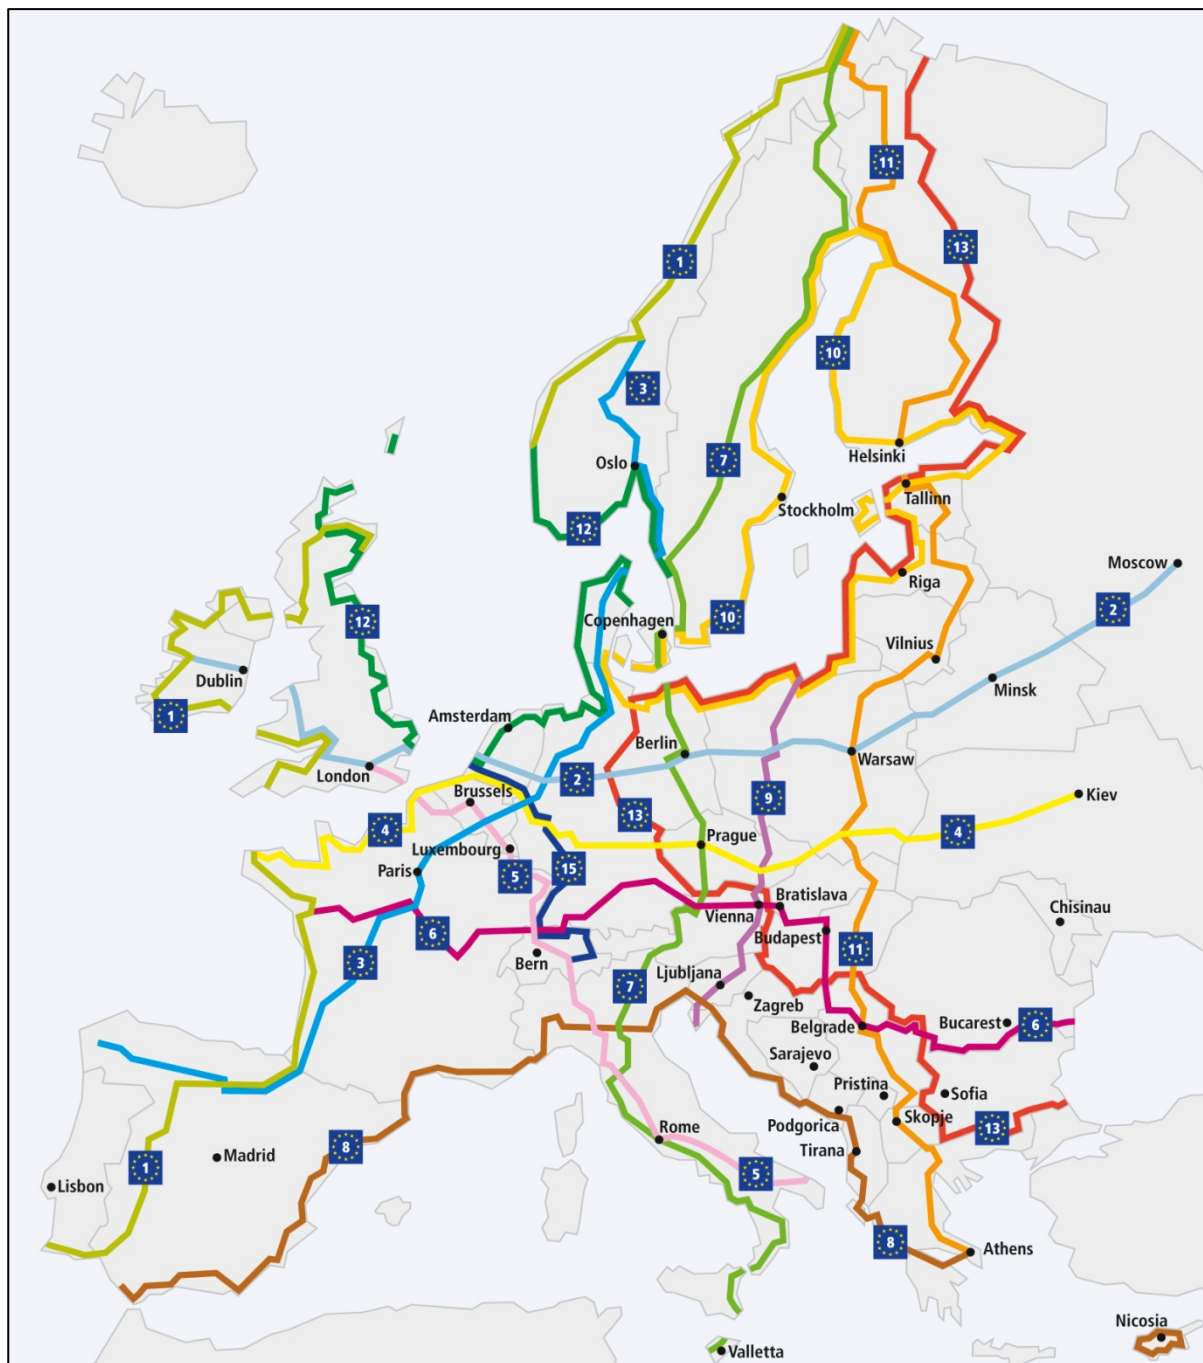 11
1
13
10
3
Helsinki
7
Oslo
Tallinn
Stockholm
12
Moscow
Riga
2
10
12
Copenhagen
Vilnius
Dublin
Minsk
1
Amsterdam
Berlin
Warsaw
London
2
Brussels
9
Kiev
13
4
4
Prague
Luxembourg
Paris
5
15
Bratislava
Vienna
Chisinau
6
Budapest
11
3
Bern
Ljubljana
7
Zagreb
Belgrade
Bucarest
6
Sarajevo
Pristina
Sofia
Podgorica
Skopje
Rome
13
8
Tirana
Madrid
1
5
Lisbon
8
Athens
Nicosia
Valletta